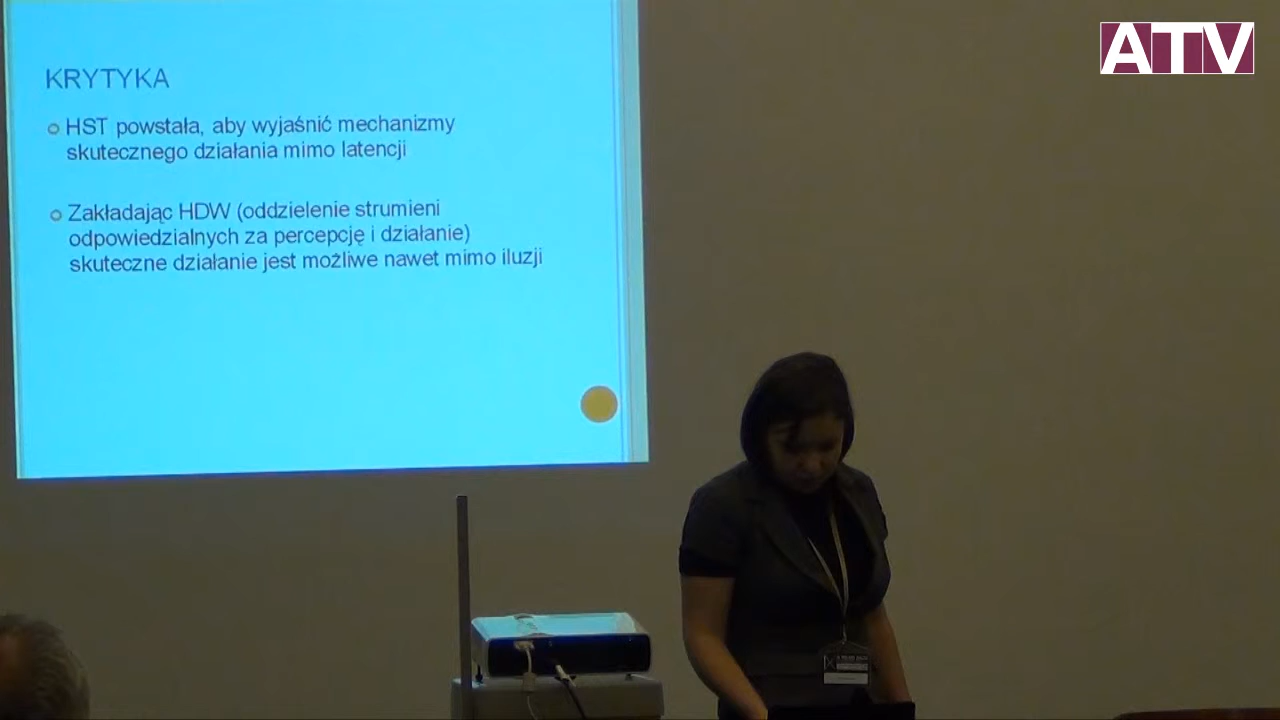 ATV
KRYTYKA
HST powstała, aby wyjaśnić mechanizmy
skutecznego działania mimo latencji
Zakładając HDW (oddzielenie strumieni
odpowiedzialnych za percepcję i działanie)
skuteczne działanie jest możliwe nawet mimo iluzji